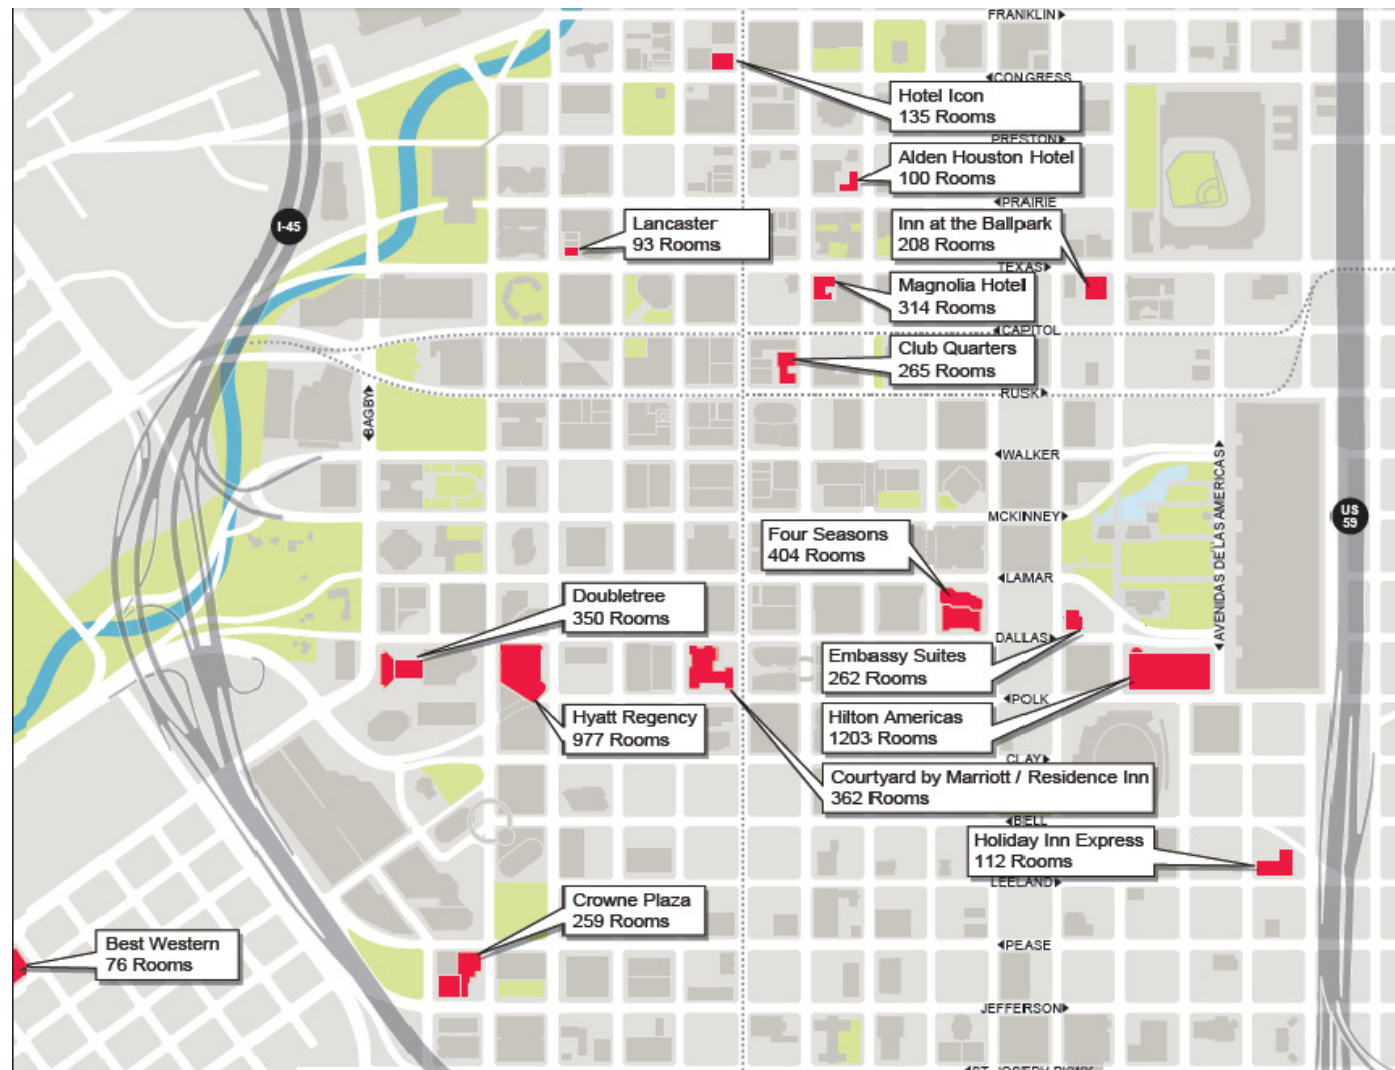 FRANKLIN
CONGRESS
Hotel Icon
135 Rooms
PRESTON
Alden Houston Hotel
100 Rooms
PRAIRIE
Lancaster
93 Rooms
Inn at the Ballpark
208 Rooms
I-45
TEXAS
Magnolia Hotel
314 Rooms
CAPITOL
Club Quarters
265 Rooms
RUSK
BAGBY
WALKER
AVENIDAS DE LAS AMERICAS
MCKINNEY
US
59
Four Seasons
404 Rooms
LAMAR
Doubletree
350 Rooms
DALLAS
Embassy Suites
262 Rooms
POLK
Hyatt Regency
977 Rooms
Hilton Americas
1203 Rooms
CLAY
Courtyard by Marriott / Residence Inn
362 Rooms
BELL
Holiday Inn Express
112 Rooms
LEELAND
Crowne Plaza
259 Rooms
Best Western
76 Rooms
PEASE
JEFFERSON
ST. JOSEPH PKWY